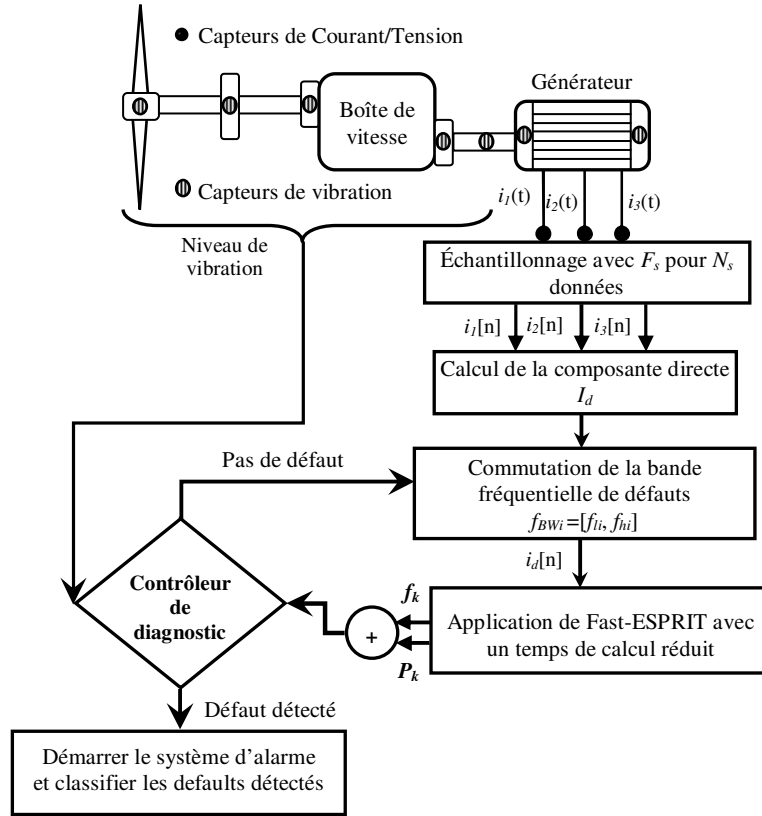 Capteurs de Courant/Tension
Générateur
Boîte de
vitesse
Capteurs de vibration
i1(t)
i2(t)
i3(t)
Niveau de
vibration
Échantillonnage avec Fs pour Ns
données
i1[n]
i2[n]
i3[n]
Calcul de la composante directe
Id
Pas de défaut
Commutation de la bande
fréquentielle de défauts
fBWi=[fli, fhi]
id[n]
Contrôleur
de
diagnostic
fk
+
Pk
Application de Fast-ESPRIT avec
un temps de calcul réduit
Défaut détecté
Démarrer le système d'alarme
et classifier les defaults détectés